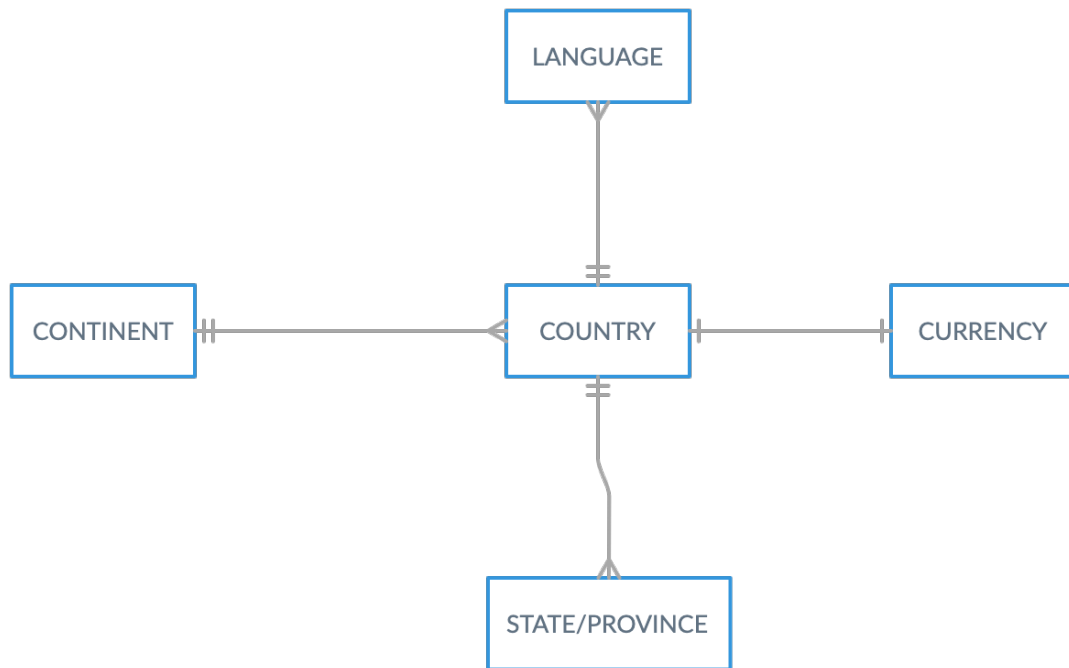 LANGUAGE
CONTINENT
COUNTRY
CURRENCY
STATE/PROVINCE